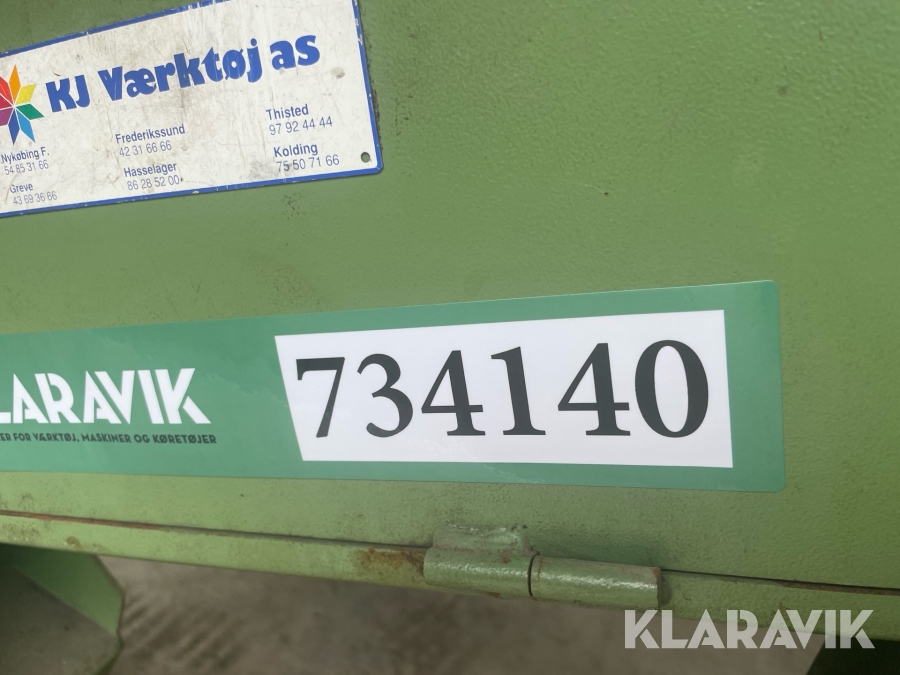 KJ Værktøj as
Nykøbing F.
54 85 31 66
Greve
43 69 36 66
Frederikssund
42 31 66 66
Hasselager
86 28 52 00
Thisted
97 92 44 44
Kolding
75 50 71 66
LARAVIK
ER FOR VÆRKTØJ, MASKINER OG KØRETØJER
734140
KLARAVIK